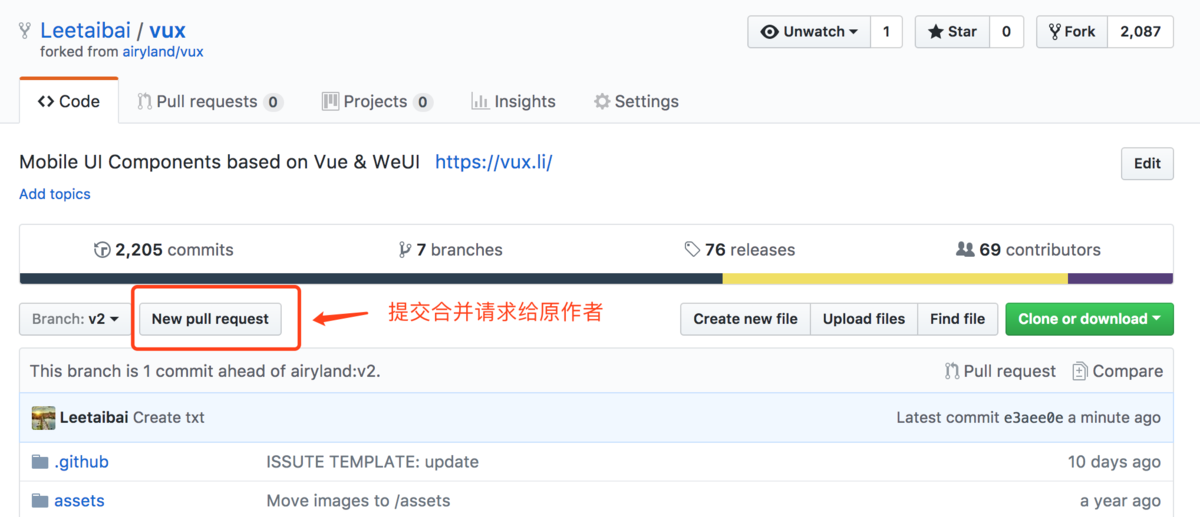 Leetaibai / vux
forked from airyland/vux
Unwatch 1 Star 0 Fork 2,087
Code Pull requests 0 Projects 0 Insights Settings
Mobile UI Components based on Vue & WeUI https://vux.li/ Edit
Add topics
2,205 commits 7 branches 76 releases 69 contributors
Branch: v2 New pull request 提交合并请求给原作者 Create new file Upload files Find file Clone or download
This branch is 1 commit ahead of airyland:v2. Pull request Compare
Leetaibai Create txt Latest commit e3aee0e a minute ago
.github ISSUTE TEMPLATE: update 10 days ago
assets Move images to /assets a year ago